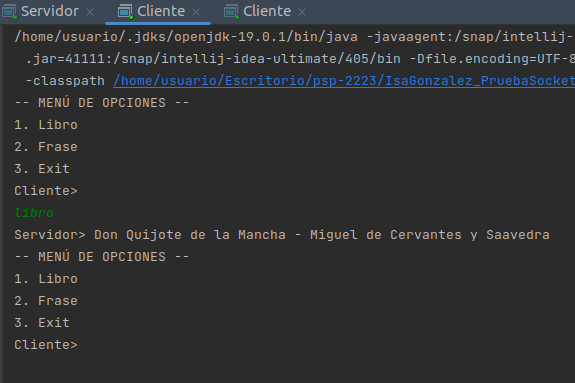 Servidor Cliente Cliente
/home/usuario/.jdks/openjdk-19.0.1/bin/java -javaagent:/snap/intellij-
.jar=41111:/snap/intellij-idea-ultimate/405/bin -Dfile.encoding=UTF-8
-classpath /home/usuario/Escritorio/psp-2223/IsaGonzalez_PruebaSocket
-- MENÚ DE OPCIONES --
1. Libro
2. Frase
3. Exit
Cliente>
libro
Servidor> Don Quijote de la Mancha - Miguel de Cervantes y Saavedra
-- MENÚ DE OPCIONES --
1. Libro
2. Frase
3. Exit
Cliente>